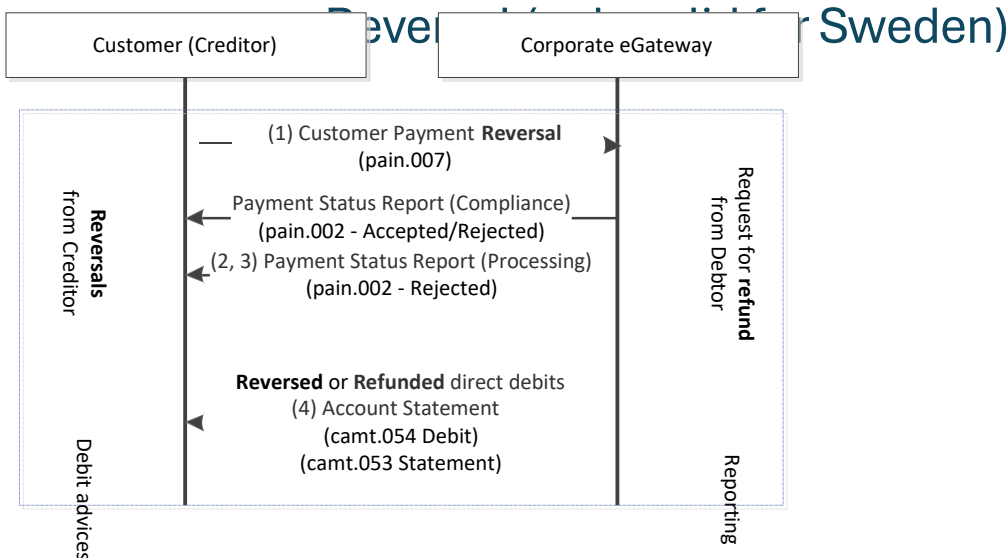 Sweden)
Customer (Creditor)
Corporate eGateway
(1) Customer Payment Reversal
(pain.007)
Payment Status Report (Compliance)
(pain.002 - Accepted/Rejected)
(2, 3) Payment Status Report (Processing)
(pain.002 - Rejected)
Reversals
from Creditor
Request for refund
from Debtor
Reversed or Refunded direct debits
(4) Account Statement
(camt.054 Debit)
(camt.053 Statement)
Debit advices
Reporting